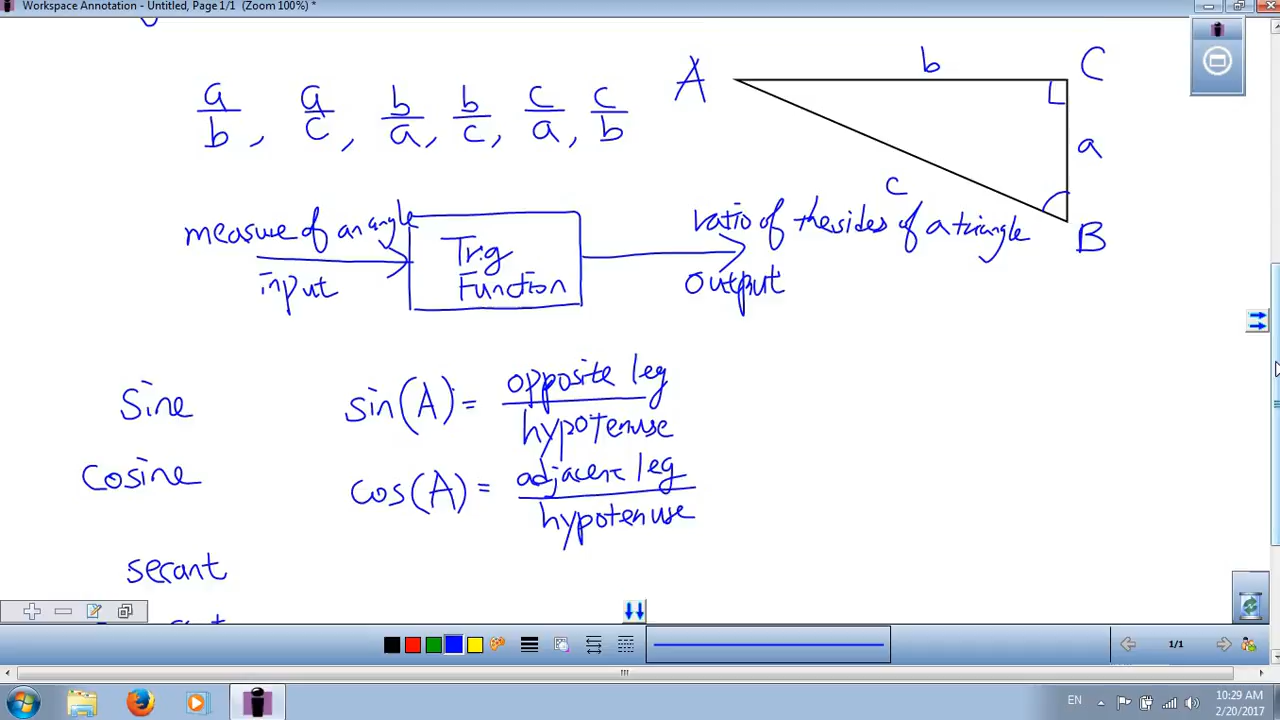 Workspace Annotation - Untitled, Page 1/1 (Zoom 100%) *
A b C
a/b, a/c, b/a, b/c, c/a, c/b
a
c
B
measure of an angle
input
Trig
Function
ratio of the sides of a triangle
output
Sine
sin(A) = opposite leg / hypotenuse
Cosine
cos(A) = adjacent leg / hypotenuse
secant
1/1
EN
10:29 AM
2/20/2017